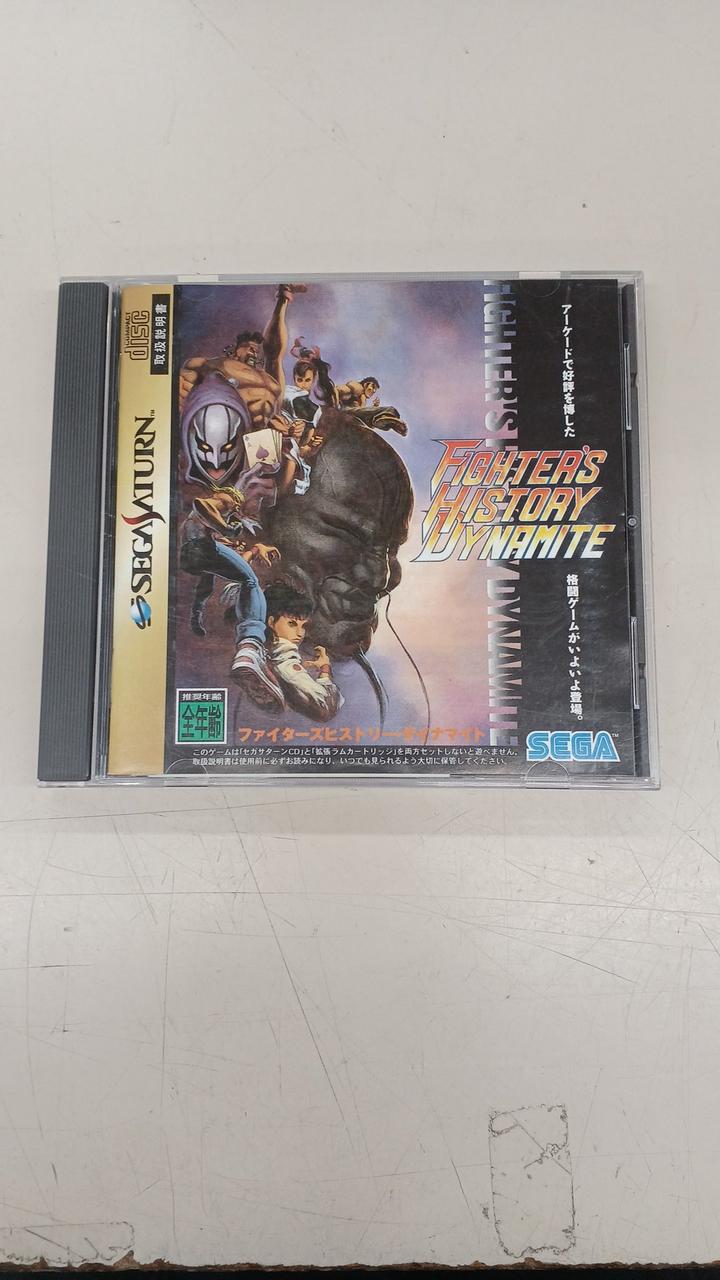 COMPACT
disc
取扱説明書
SEGA SATURN™
FIGHTER'S HISTORY DYNAMITE
アーケードで好評を博した
FIGHTER'S
HISTORY
DYNAMITE
格闘ゲームがいよいよ登場。
推奨年齢
全年齢
ファイターズヒストリー・ダイナマイト
このゲームは「セガサターンCD」と「拡張ラムカートリッジ」を両方セットしないと遊べません。
取扱説明書は使用前に必ずお読みになり、いつでも見られるよう大切に保管してください。
SEGA™
A